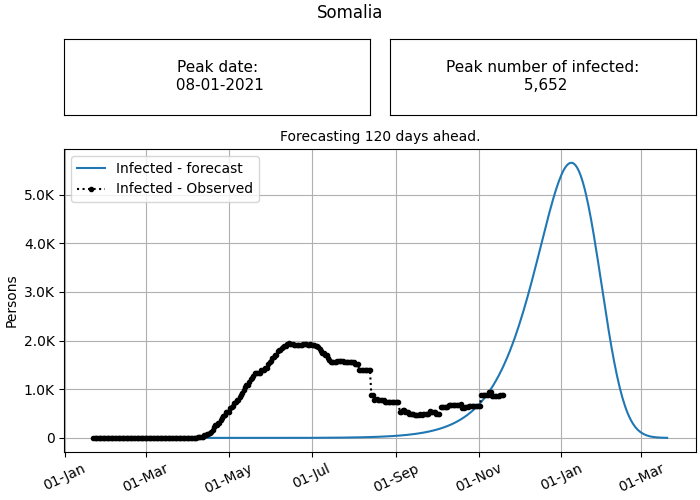 Somalia
Peak date:
08-01-2021
Peak number of infected:
5,652
Forecasting 120 days ahead.
Infected - forecast
Infected - Observed
Persons
5.0K
4.0K
3.0K
2.0K
1.0K
0
01-Jan
01-Mar
01-May
01-Jul
01-Sep
01-Nov
01-Jan
01-Mar